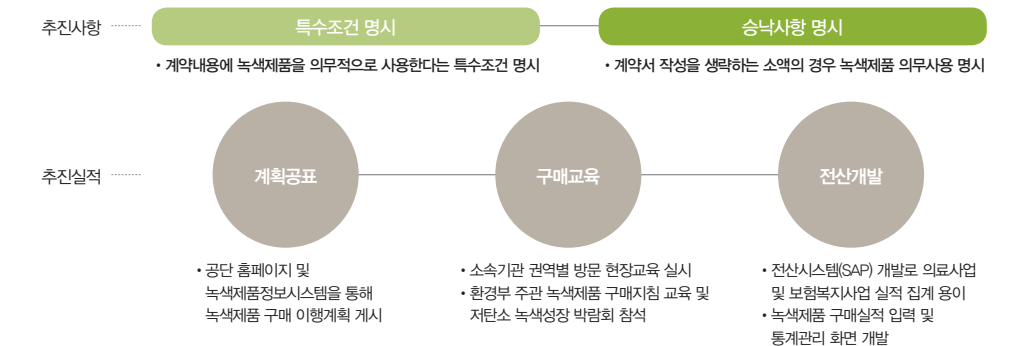 추진사항
특수조건 명시
승낙사항 명시
• 계약내용에 녹색제품을 의무적으로 사용한다는 특수조건 명시
• 계약서 작성을 생략하는 소액의 경우 녹색제품 의무사용 명시
추진실적
계획공표
구매교육
전산개발
• 공단 홈페이지 및
녹색제품정보시스템을 통해
녹색제품 구매 이행계획 게시
• 소속기관 권역별 방문 현장교육 실시
• 환경부 주관 녹색제품 구매지침 교육 및
저탄소 녹색성장 박람회 참석
• 전산시스템(SAP) 개발로 의료사업
및 보험복지사업 실적 집계 용이
• 녹색제품 구매실적 입력 및
통계관리 화면 개발